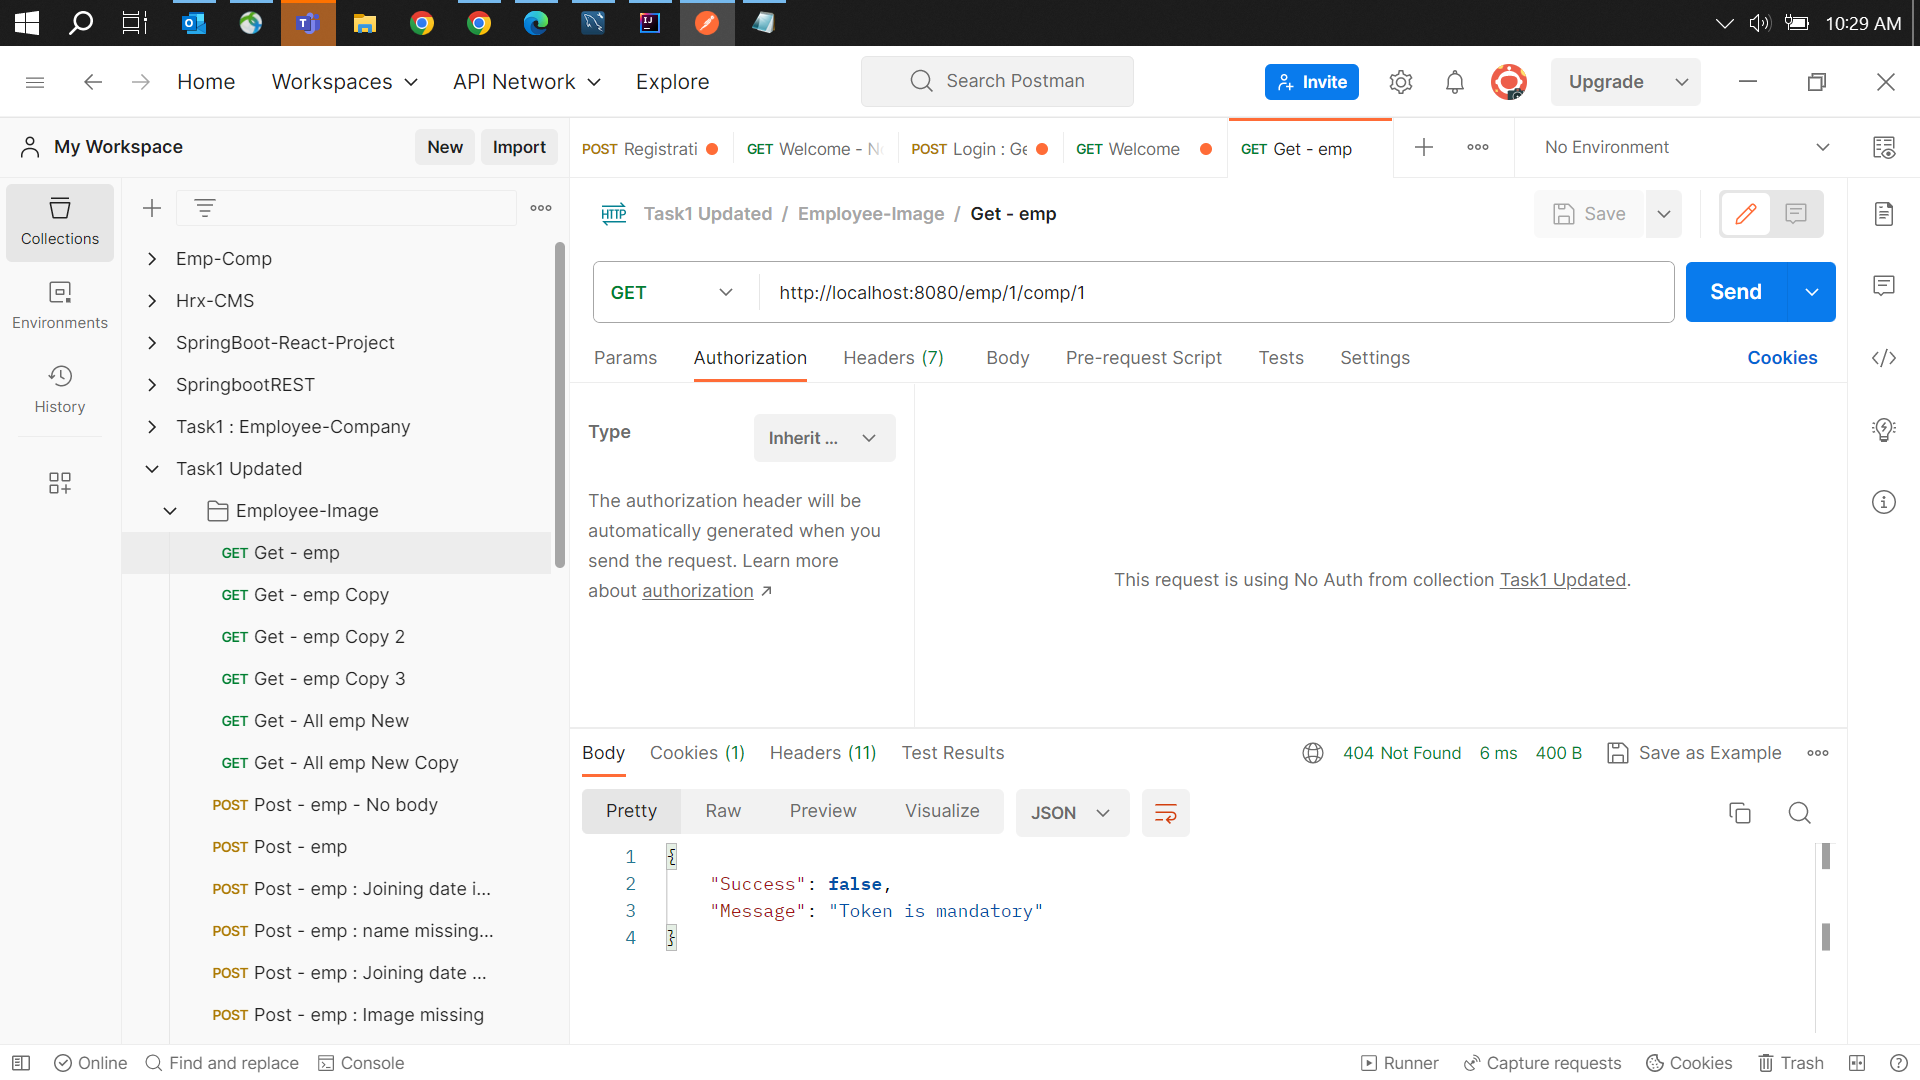 10:29 AM
Home
Workspaces
API Network
Explore
Search Postman
Invite
Upgrade
My Workspace
New
Import
POST Registrati
GET Welcome - N
POST Login : Ge
GET Welcome
GET Get - emp
No Environment
Collections
Environments
History
Emp-Comp
Hrx-CMS
SpringBoot-React-Project
SpringbootREST
Task1 : Employee-Company
Task1 Updated
Employee-Image
GET Get - emp
GET Get - emp Copy
GET Get - emp Copy 2
GET Get - emp Copy 3
GET Get - All emp New
GET Get - All emp New Copy
POST Post - emp - No body
POST Post - emp
POST Post - emp : Joining date i...
POST Post - emp : name missing...
POST Post - emp : Joining date ...
POST Post - emp : Image missing
HTTP Task1 Updated / Employee-Image / Get - emp
Save
GET
http://localhost:8080/emp/1/comp/1
Send
Params
Authorization
Headers (7)
Body
Pre-request Script
Tests
Settings
Cookies
Type
Inherit ...
The authorization header will be
automatically generated when you
send the request. Learn more
about authorization ↗
This request is using No Auth from collection Task1 Updated.
Body
Cookies (1)
Headers (11)
Test Results
404 Not Found
6 ms
400 B
Save as Example
Pretty
Raw
Preview
Visualize
JSON
1 {
2 "Success": false,
3 "Message": "Token is mandatory"
4 }
Online
Find and replace
Console
Runner
Capture requests
Cookies
Trash